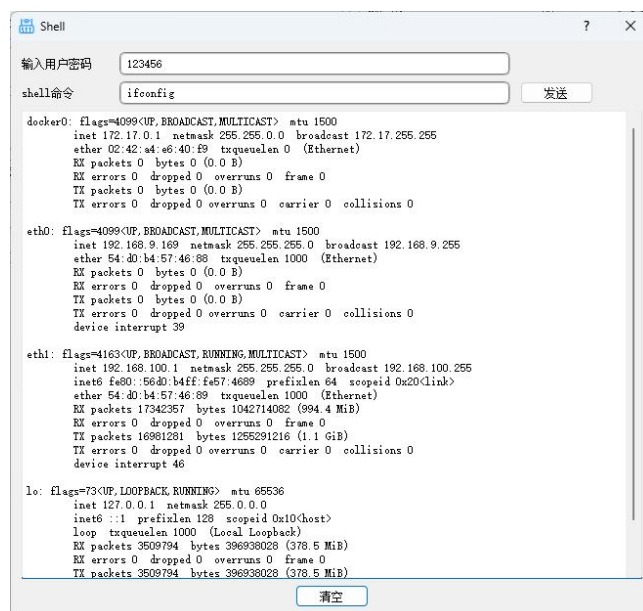 Shell
输入用户密码 123456
shell命令 ifconfig 发送
docker0: flags=4099<UP,BROADCAST,MULTICAST> mtu 1500
inet 172.17.0.1 netmask 255.255.0.0 broadcast 172.17.255.255
ether 02:42:a4:e6:40:f9 txqueuelen 0 (Ethernet)
RX packets 0 bytes 0 (0.0 B)
RX errors 0 dropped 0 overruns 0 frame 0
TX packets 0 bytes 0 (0.0 B)
TX errors 0 dropped 0 overruns 0 carrier 0 collisions 0
eth0: flags=4099<UP,BROADCAST,MULTICAST> mtu 1500
inet 192.168.9.169 netmask 255.255.255.0 broadcast 192.168.9.255
ether 54:d0:b4:57:46:88 txqueuelen 1000 (Ethernet)
RX packets 0 bytes 0 (0.0 B)
RX errors 0 dropped 0 overruns 0 frame 0
TX packets 0 bytes 0 (0.0 B)
TX errors 0 dropped 0 overruns 0 carrier 0 collisions 0
device interrupt 39
eth1: flags=4163<UP,BROADCAST,RUNNING,MULTICAST> mtu 1500
inet 192.168.100.1 netmask 255.255.255.0 broadcast 192.168.100.255
inet6 fe80::56d0:b4ff:fe57:4689 prefixlen 64 scopeid 0x20<link>
ether 54:d0:b4:57:46:89 txqueuelen 1000 (Ethernet)
RX packets 17342357 bytes 1042714082 (994.4 MiB)
RX errors 0 dropped 0 overruns 0 frame 0
TX packets 16981281 bytes 1255291216 (1.1 GiB)
TX errors 0 dropped 0 overruns 0 carrier 0 collisions 0
device interrupt 46
lo: flags=73<UP,LOOPBACK,RUNNING> mtu 65536
inet 127.0.0.1 netmask 255.0.0.0
inet6 ::1 prefixlen 128 scopeid 0x10<host>
loop txqueuelen 1000 (Local Loopback)
RX packets 3509794 bytes 396938028 (378.5 MiB)
RX errors 0 dropped 0 overruns 0 frame 0
TX packets 3509794 bytes 396938028 (378.5 MiB)
清空